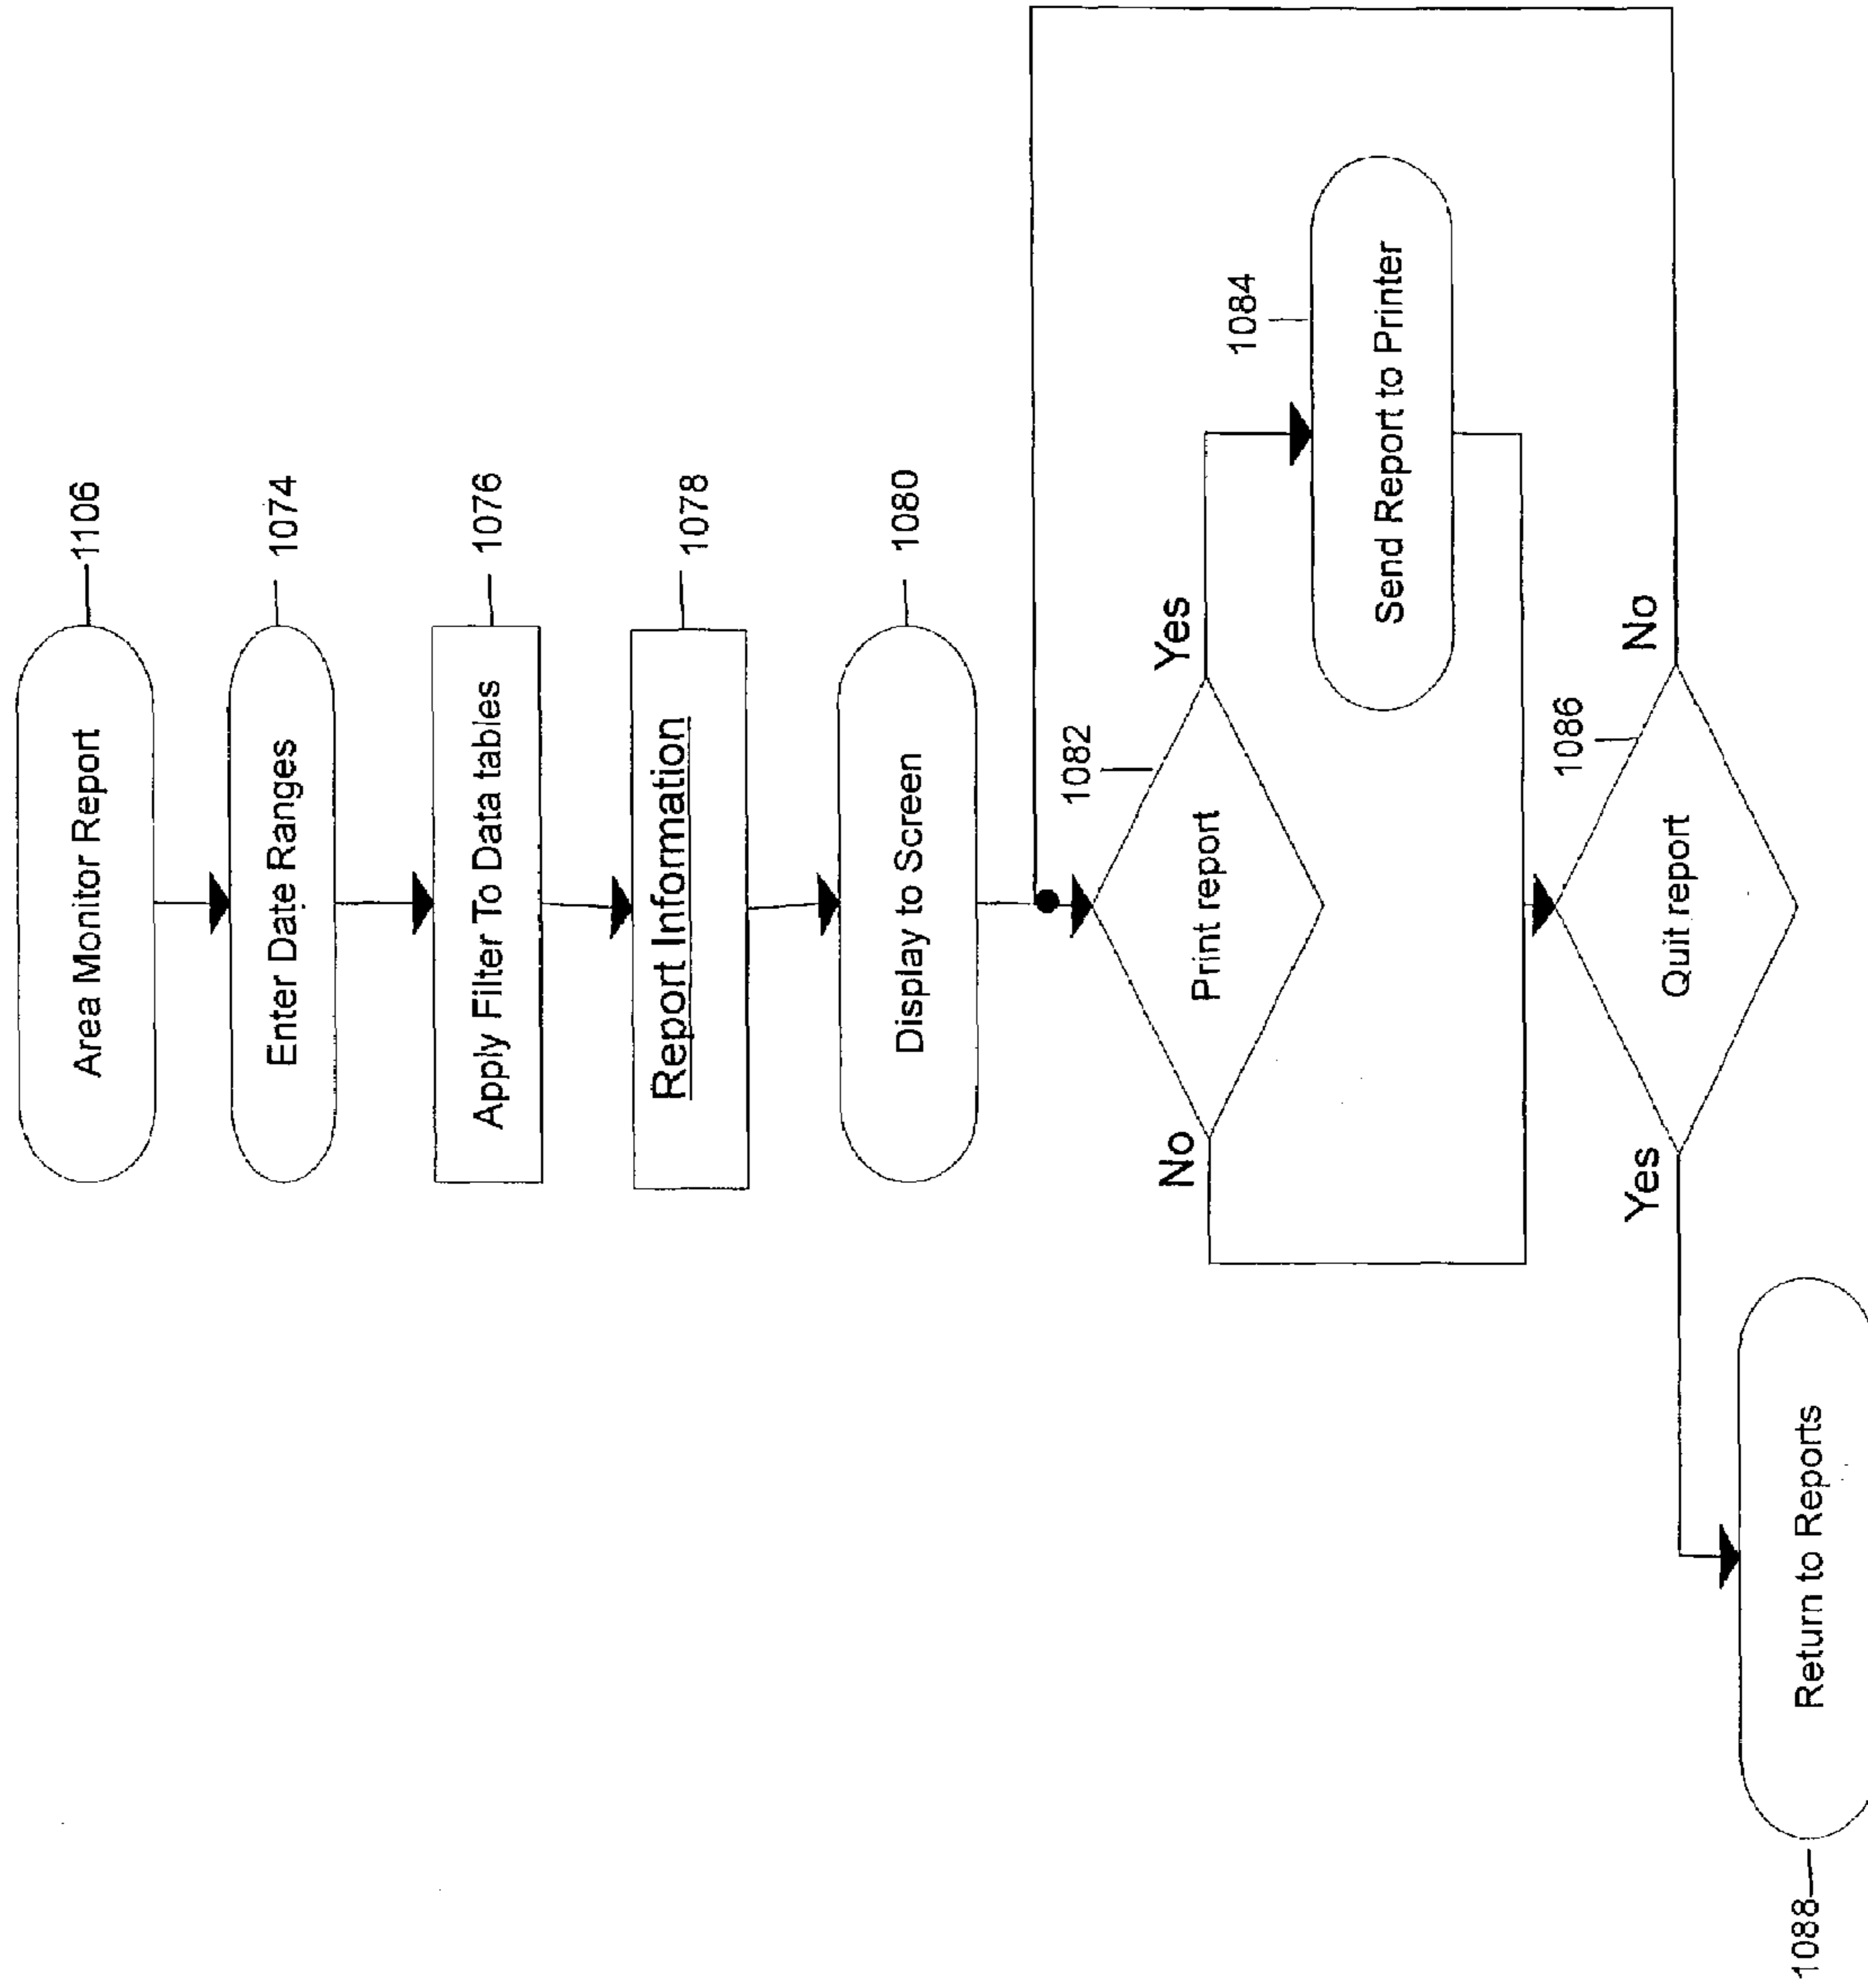 Area Monitor Report
1106
Enter Date Ranges
1074
Apply Filter To Data tables
1076
Report Information
1078
Display to Screen
1080
1082
Print report
Yes
No
1084
Send Report to Printer
1086
Quit report
No
Yes
Return to Reports
1088